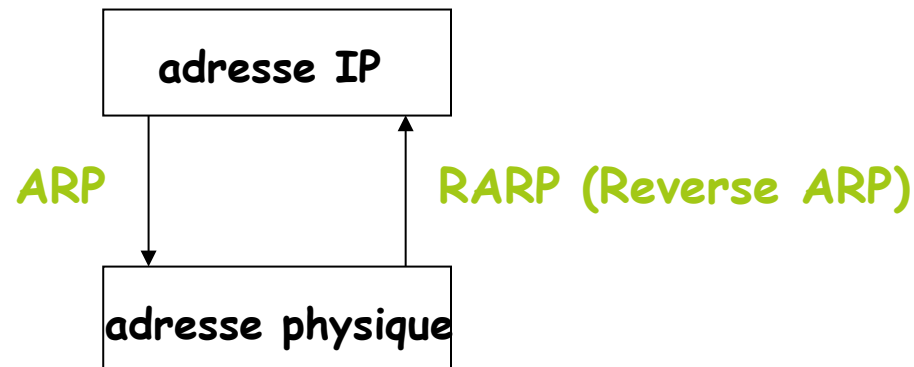 adresse IP
ARP
RARP (Reverse ARP)
adresse physique